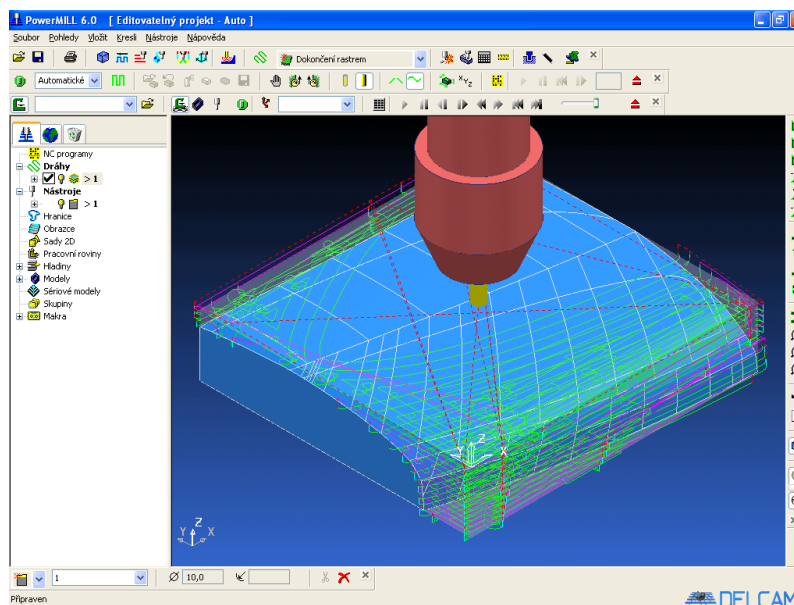 PowerMILL 6.0 [ Editovatelný projekt - Auto ]
Soubor Pohledy Vložit Kresli Nástroje Nápověda
Dokončení rastrem
Automatické
NC programy
Dráhy
> 1
Nástroje
> 1
Hranice
Obrazce
Sady 2D
Pracovní roviny
Hladiny
Modely
Sériové modely
Skupiny
Makra
Z
Y X
Z
Y X
1 10,0
Připraven
DELCAM